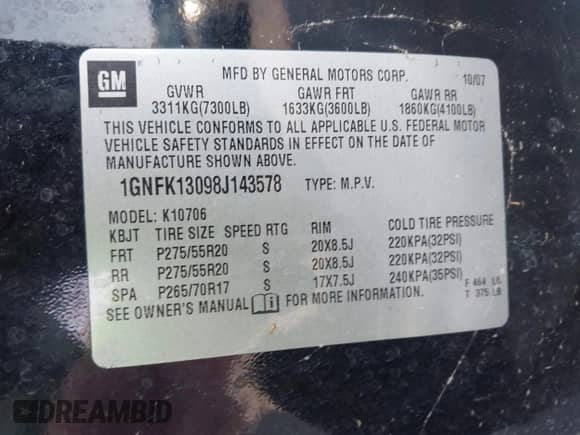 GM
MFD BY GENERAL MOTORS CORP. 10/07
GVWR GAWR FRT GAWR RR
3311KG(7300LB) 1633KG(3600LB) 1860KG(4100LB)
THIS VEHICLE CONFORMS TO ALL APPLICABLE U.S. FEDERAL MOTOR
VEHICLE SAFETY STANDARDS IN EFFECT ON THE DATE OF
MANUFACTURE SHOWN ABOVE.
1GNFK13098J143578 TYPE: M.P.V.
MODEL: K10706
KBJT TIRE SIZE SPEED RTG RIM COLD TIRE PRESSURE
FRT P275/55R20 S 20X8.5J 220KPA(32PSI)
RR P275/55R20 S 20X8.5J 220KPA(32PSI)
SPA P265/70R17 S 17X7.5J 240KPA(35PSI)
F 464 LB
T 375 LB
SEE OWNER'S MANUAL i FOR MORE INFORMATION.
DREAMBID